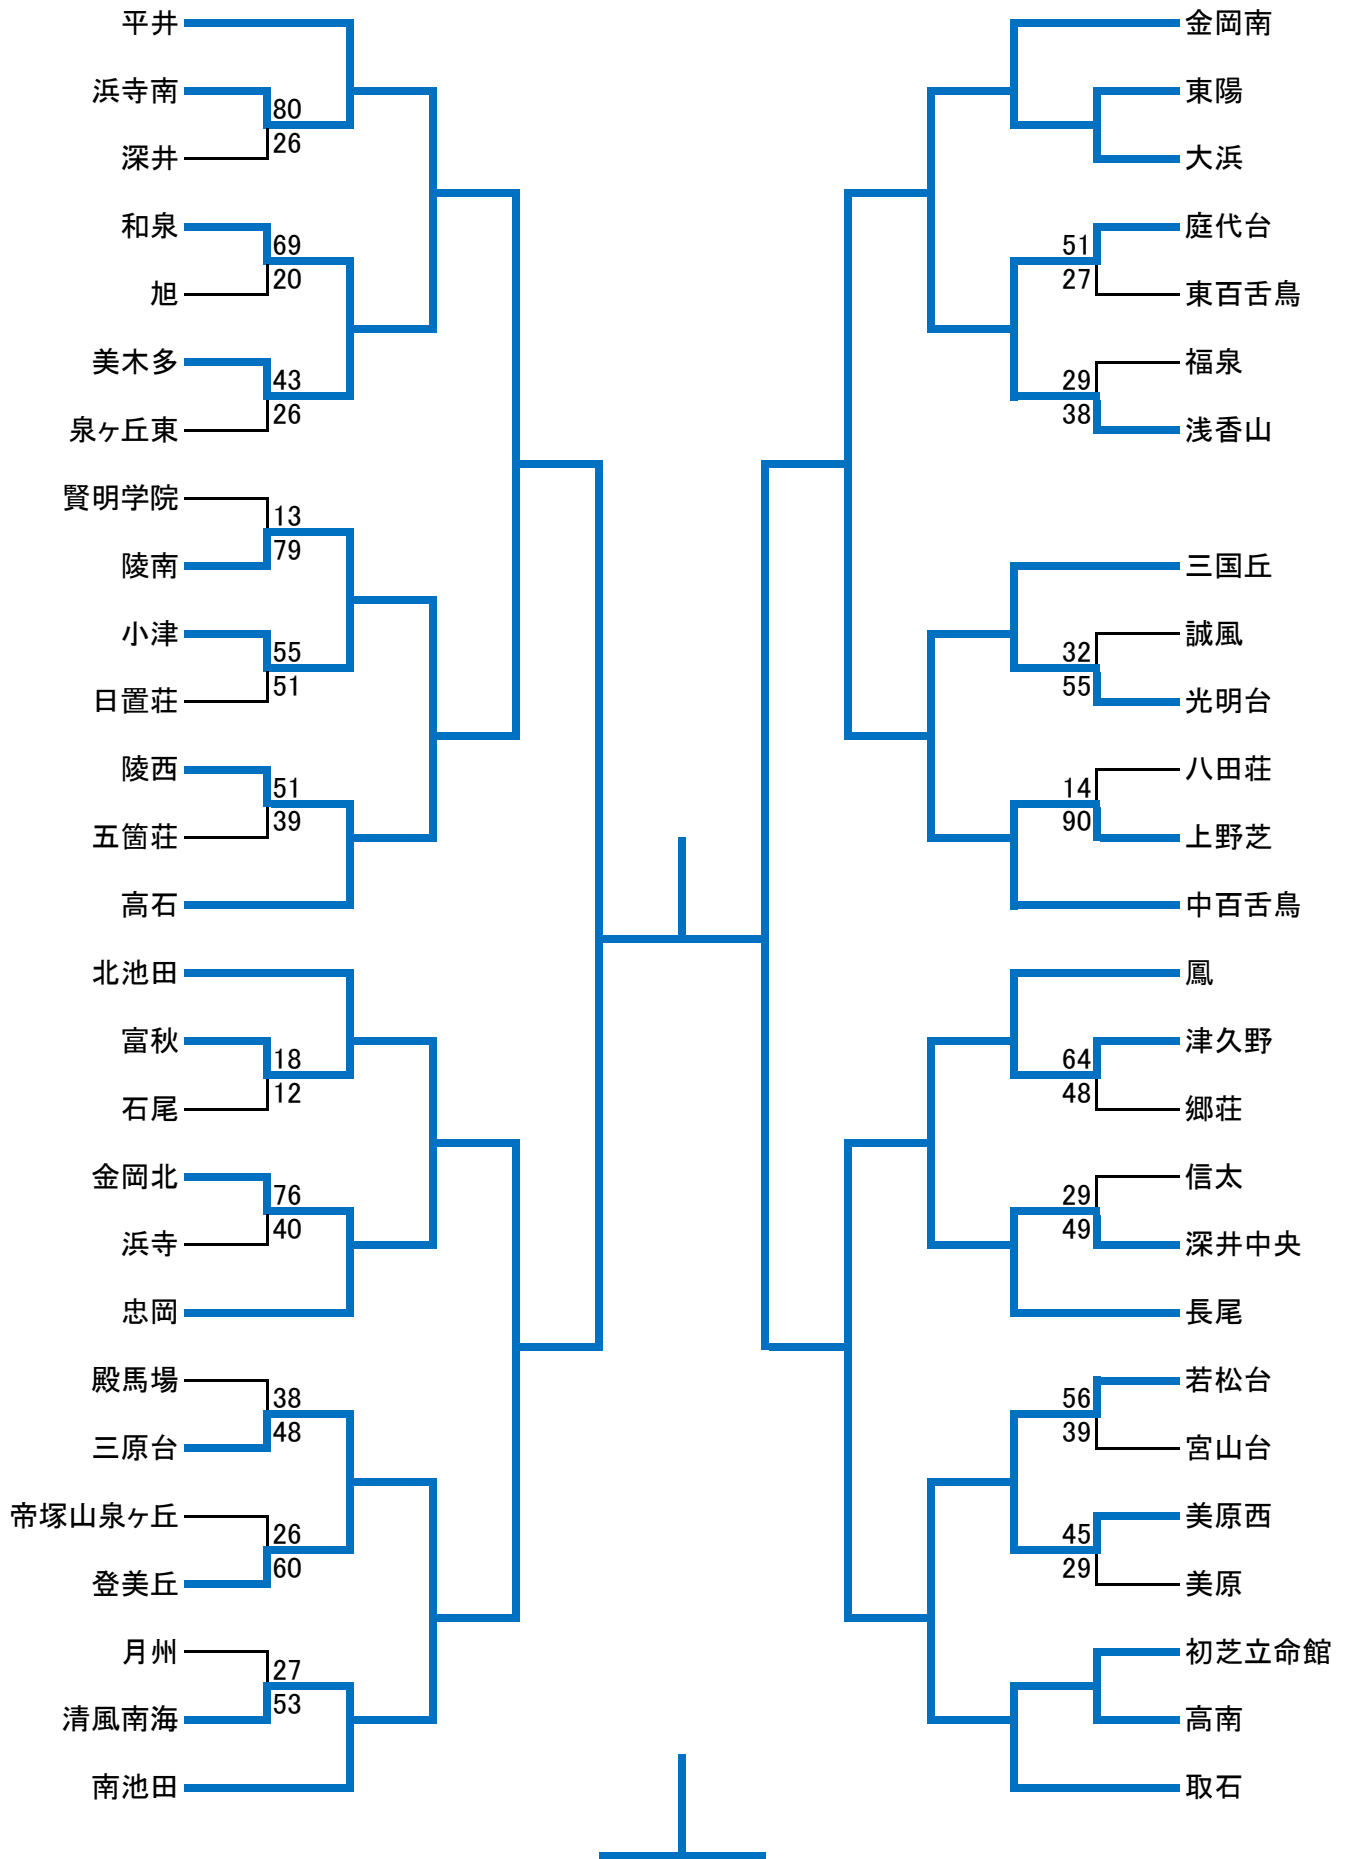 平井
浜寺南
80
26
深井
和泉
69
20
旭
美木多
43
26
泉ヶ丘東
賢明学院
13
79
陵南
小津
55
51
日置荘
陵西
51
39
五箇荘
高石
北池田
富秋
18
12
石尾
金岡北
76
40
浜寺
忠岡
殿馬場
38
48
三原台
帝塚山泉ヶ丘
26
60
登美丘
月州
27
53
清風南海
南池田
金岡南
東陽
大浜
庭代台
51
27
東百舌鳥
福泉
29
38
浅香山
三国丘
誠風
32
55
光明台
八田荘
14
90
上野芝
中百舌鳥
鳳
津久野
64
48
郷荘
信太
29
49
深井中央
長尾
若松台
56
39
宮山台
美原西
45
29
美原
初芝立命館
高南
取石